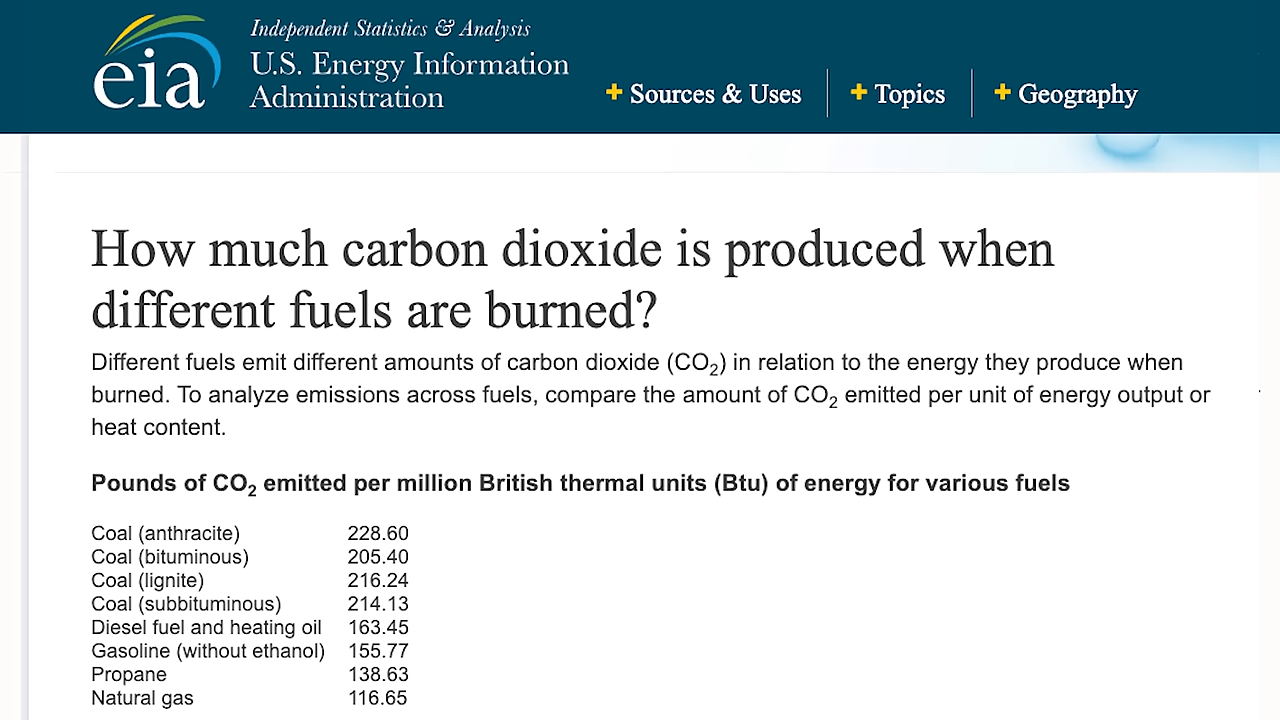 eia
Independent Statistics & Analysis
U.S. Energy Information
Administration
+ Sources & Uses
+ Topics
+ Geography
How much carbon dioxide is produced when
different fuels are burned?
Different fuels emit different amounts of carbon dioxide (CO₂) in relation to the energy they produce when
burned. To analyze emissions across fuels, compare the amount of CO₂ emitted per unit of energy output or
heat content.
Pounds of CO₂ emitted per million British thermal units (Btu) of energy for various fuels
Coal (anthracite) 228.60
Coal (bituminous) 205.40
Coal (lignite) 216.24
Coal (subbituminous) 214.13
Diesel fuel and heating oil 163.45
Gasoline (without ethanol) 155.77
Propane 138.63
Natural gas 116.65